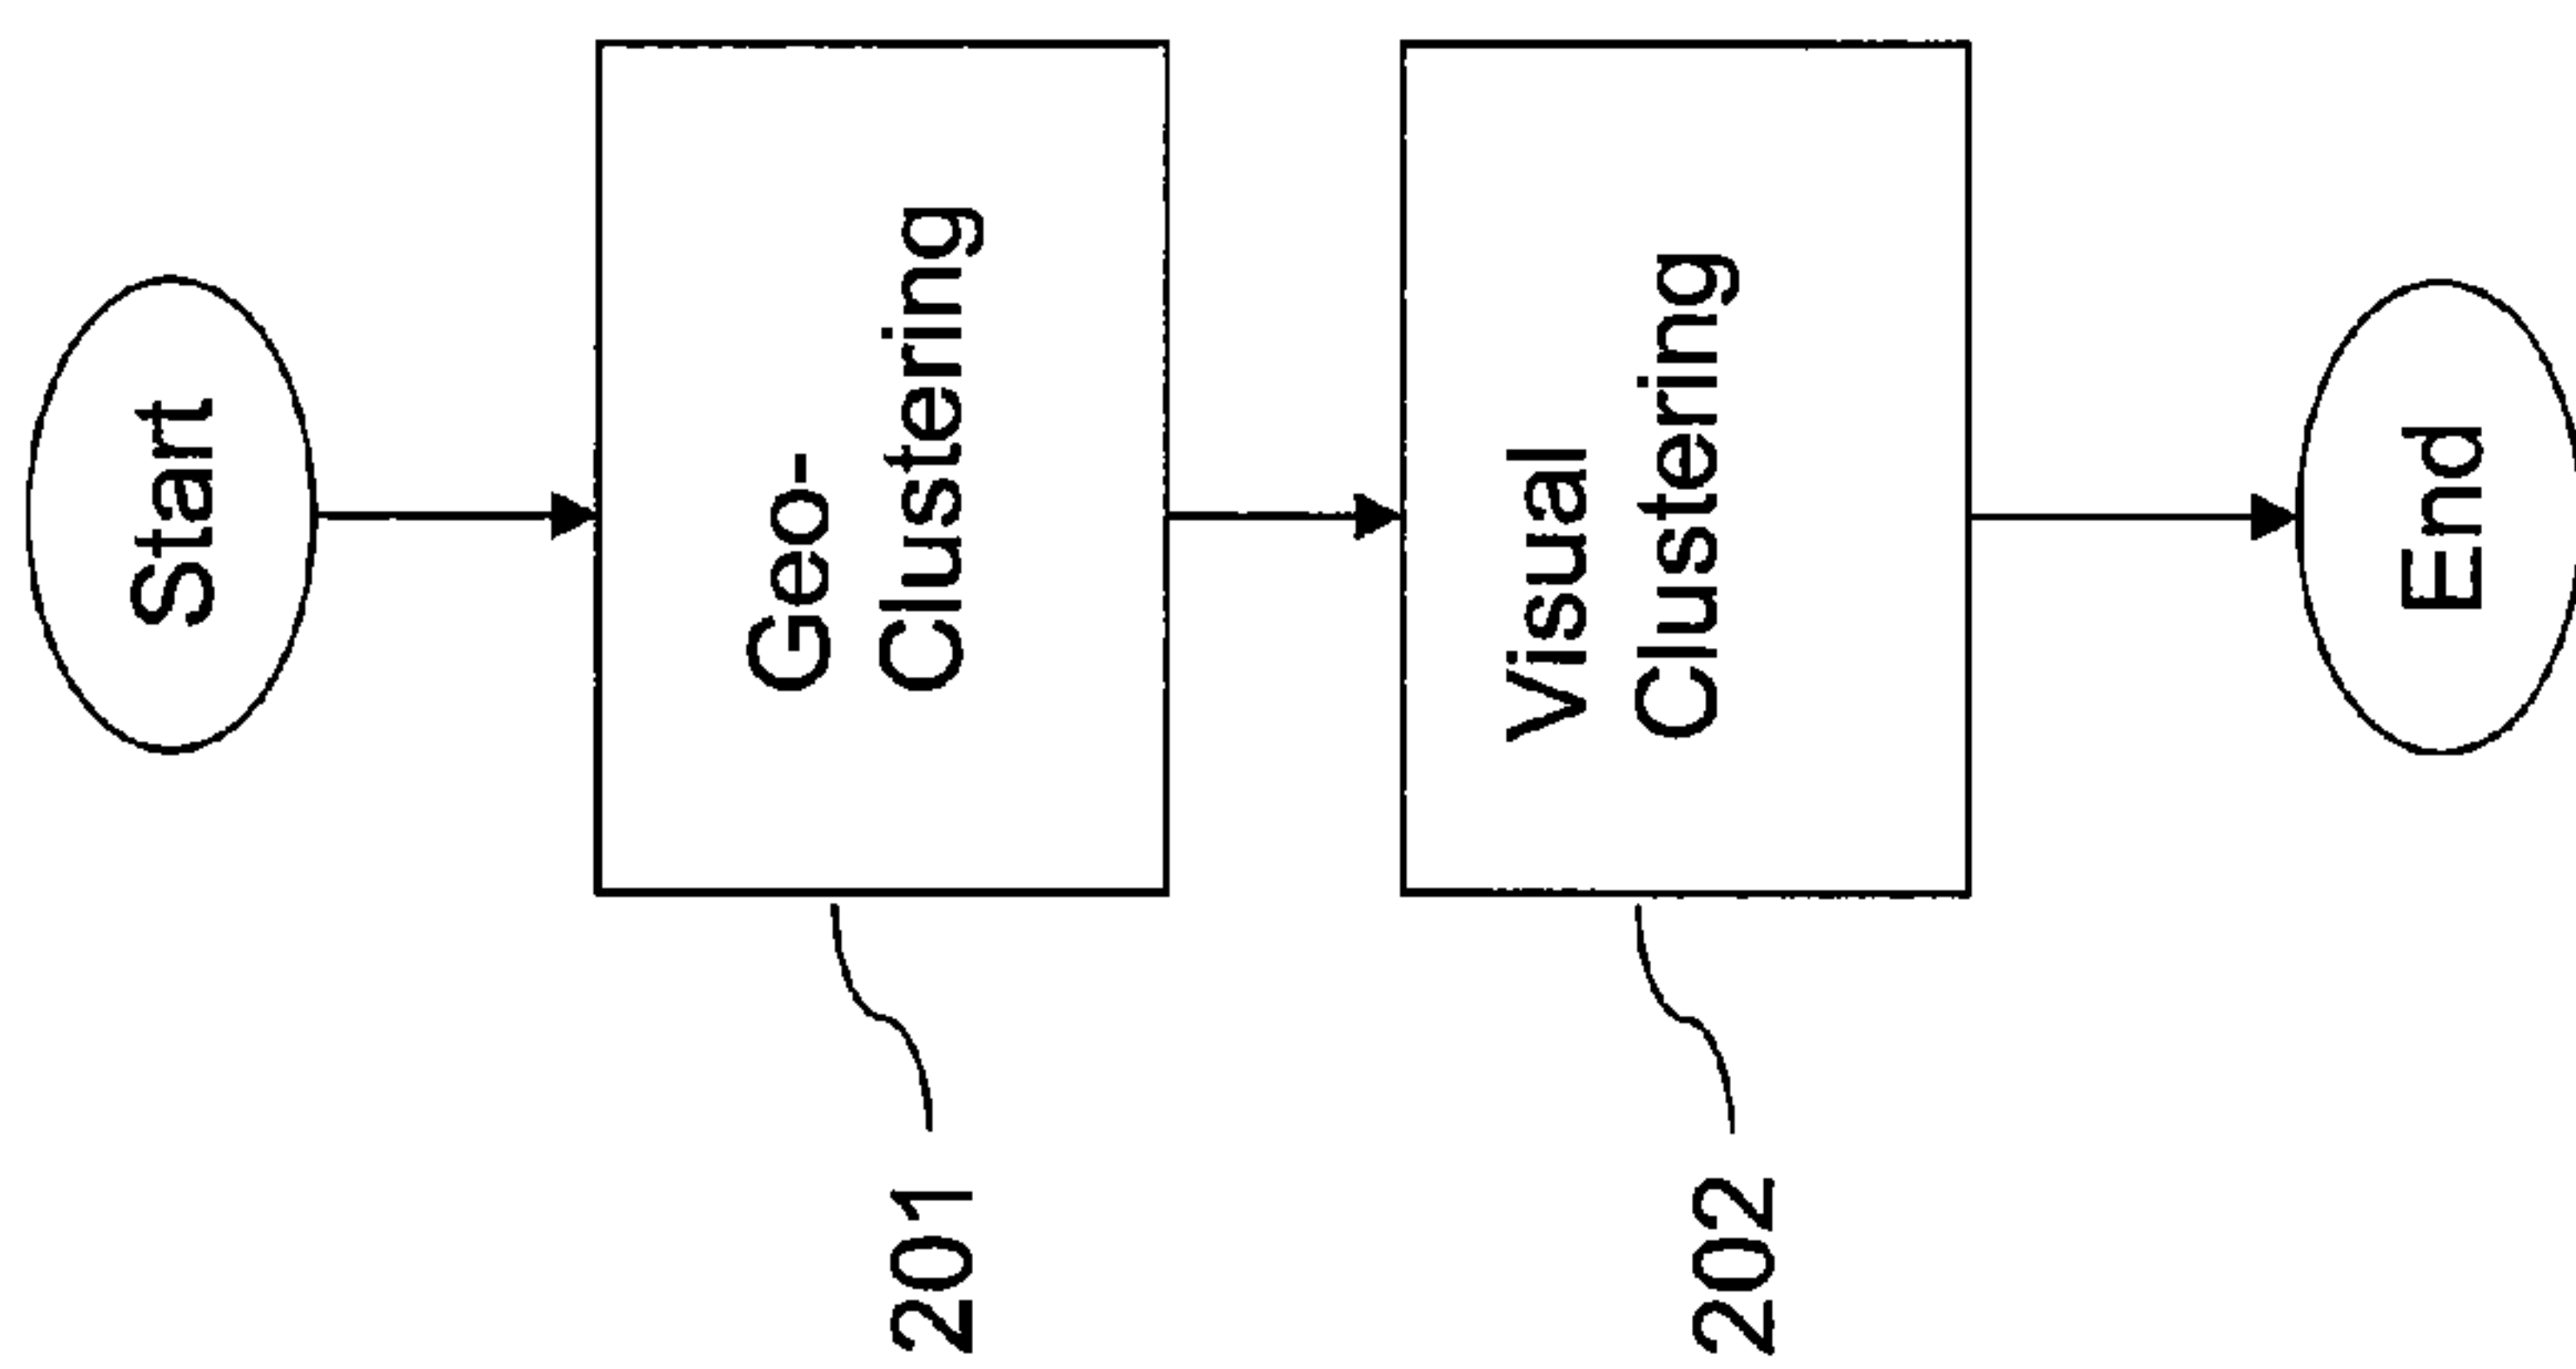 Start
Geo-
Clustering
201
Visual
Clustering
202
End